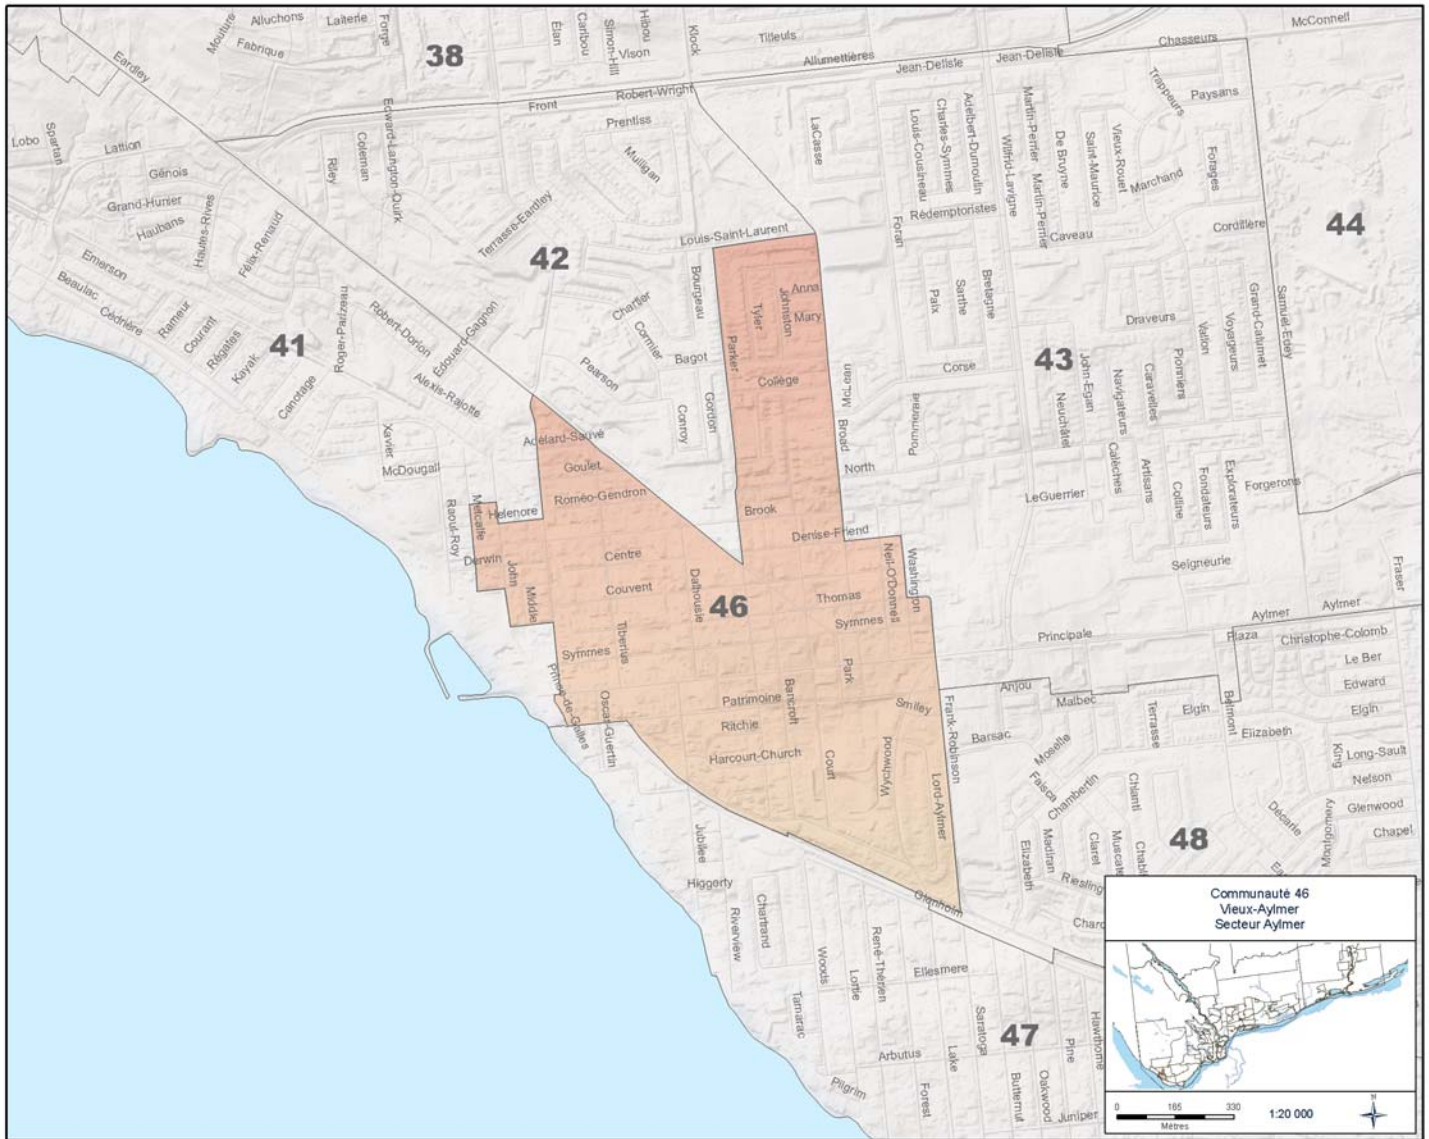 McConnell
Alluchons
Laiterie
Forge
Mouture
Fabrique
Élan
Caribou
Simon-Hill
Hibou
Vison
Klock
Tilleuls
Chasseurs
38
Eardley
Allumettières
Jean-Delisle
Jean-Delisle
Trappeurs
Paysans
Robert-Wright
Front
Prentiss
Lobo
Spartan
Lattion
Riley
Coleman
Edward-Langton-Quirk
Mulligan
LaCasse
Louis-Cousineau
Charles-Symmes
Adelbert-Dumoulin
Wilfrid-Lavigne
Martin-Perrier
Martin-Perrier
De Bruyne
Saint-Maurice
Vieux-Rouet
Marchand
Forages
Génois
Grand-Hunier
Haubans
Hautes-Rives
Félix-Renaud
Terrasse-Eardley
Rédemptoristes
Foran
Caveau
Cordillère
44
Louis-Saint-Laurent
42
Emerson
Beaulac
Cédrière
Rameur
Courant
Régates
Kayak
Canotage
41
Roger-Parizeau
Robert-Dorion
Édouard-Gagnon
Alexis-Rajotte
Chartier
Cormier
Bourgeau
Bagot
Pearson
Conroy
Gordon
Parker
Tyler
Johnston
Anna
Mary
Collège
McLean
Broad
North
Paix
Sarthe
Bretagne
Corse
Pomerane
43
Draveurs
John-Egan
Neuchâtel
Navigateurs
Caravelles
Pionniers
Vallon
Voyageurs
Grand-Calumet
Samuel-Edey
Calèches
Artisans
Colline
Fondateurs
Explorateurs
Forgerons
LeGuerrier
Seigneurie
Fraser
Xavier
McDougall
Adélard-Sauvé
Goulet
Roméo-Gendron
Raoul-Roy
Metcalfe
Helenore
Derwin
John
Middle
Centre
Couvent
Brook
Denise-Friend
Dalhousie
46
Thomas
Symmes
Neil-O'Donnell
Washington
Symmes
Tiberius
Prince-de-Galles
Oscar-Guertin
Patrimoine
Ritchie
Bancroft
Park
Smiley
Harcourt-Church
Court
Wychwood
Lord-Aylmer
Frank-Robinson
Principale
Aylmer
Aylmer
Plaza
Christophe-Colomb
Le Ber
Edward
Elgin
Anjou
Malbec
Terrasse
Elgin
Belmont
Elizabeth
King
Long-Sault
Nelson
Glenwood
Chapel
Montgomery
Décarie
Barsac
Moselle
Faisca
Chambertin
Chianti
48
Elizabeth
Madiran
Claret
Muscat
Riesling
Glenholm
Jubilee
Higgerty
Riverview
Chartrand
Tamarac
Woods
Lortie
René-Thérien
Ellesmere
Saratoga
47
Pine
Hawthorne
Arbutus
Lake
Pilgrim
Forest
Butternut
Oakwood
Juniper
Communauté 46
Vieux-Aylmer
Secteur Aylmer
0 165 330
Mètres
1:20 000
N